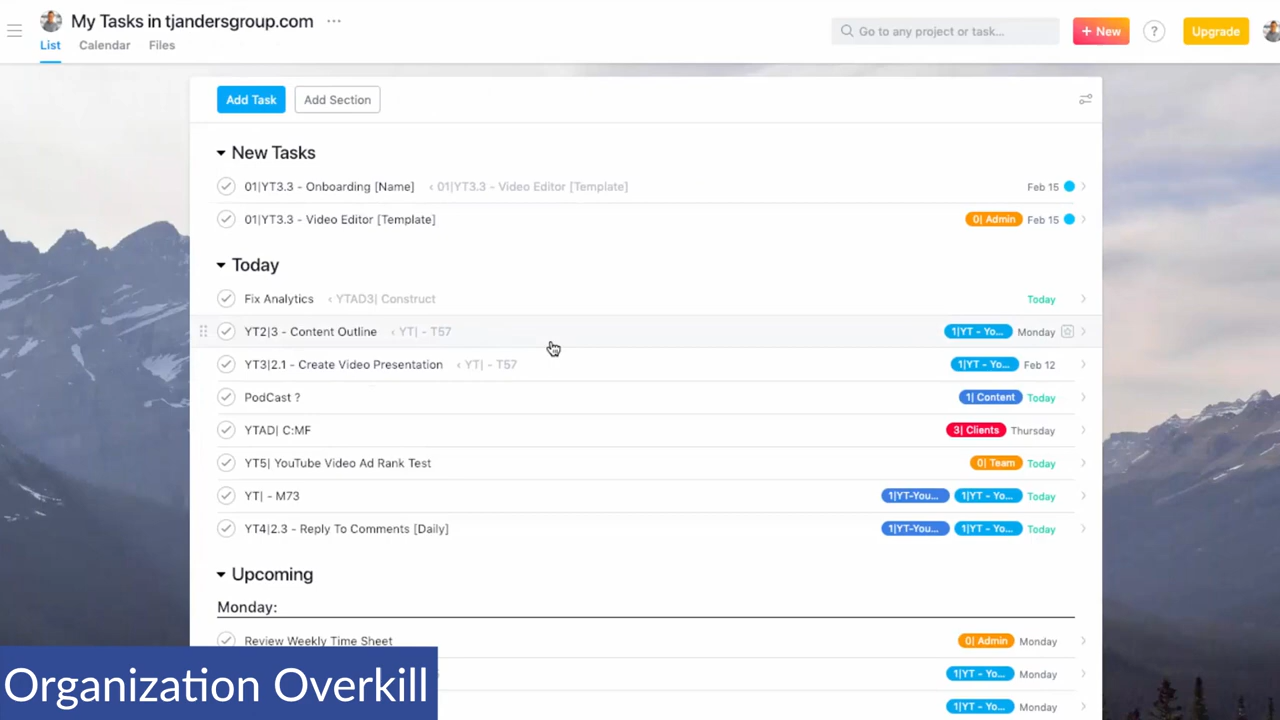 My Tasks in tjandersgroup.com ...
List Calendar Files
Go to any project or task...
+ New
?
Upgrade
Add Task Add Section
New Tasks
01|YT3.3 - Onboarding [Name] ‹ 01|YT3.3 - Video Editor [Template] Feb 15
01|YT3.3 - Video Editor [Template] 0| Admin Feb 15
Today
Fix Analytics ‹ YTAD3| Construct Today
YT2|3 - Content Outline ‹ YT| - T57 1|YT - Yo... Monday
YT3|2.1 - Create Video Presentation ‹ YT| - T57 1|YT - Yo... Feb 12
PodCast ? 1| Content Today
YTAD| C:MF 3| Clients Thursday
YT5| YouTube Video Ad Rank Test 0| Team Today
YT| - M73 1|YT-You... 1|YT - Yo... Today
YT4|2.3 - Reply To Comments [Daily] 1|YT-You... 1|YT - Yo... Today
Upcoming
Monday:
Review Weekly Time Sheet 0| Admin Monday
1|YT - Yo... Monday
1|YT - Yo... Monday
Organization Overkill